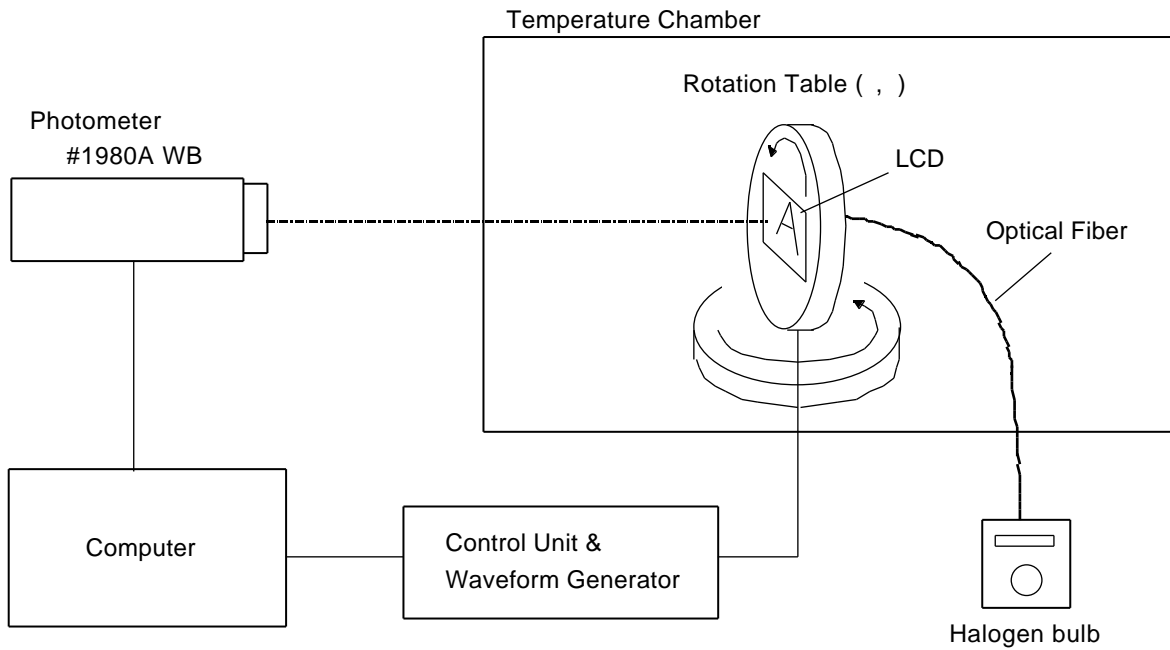 Temperature Chamber
Rotation Table ( , )
Photometer
#1980A WB
LCD
A
Optical Fiber
Computer
Control Unit &
Waveform Generator
Halogen bulb